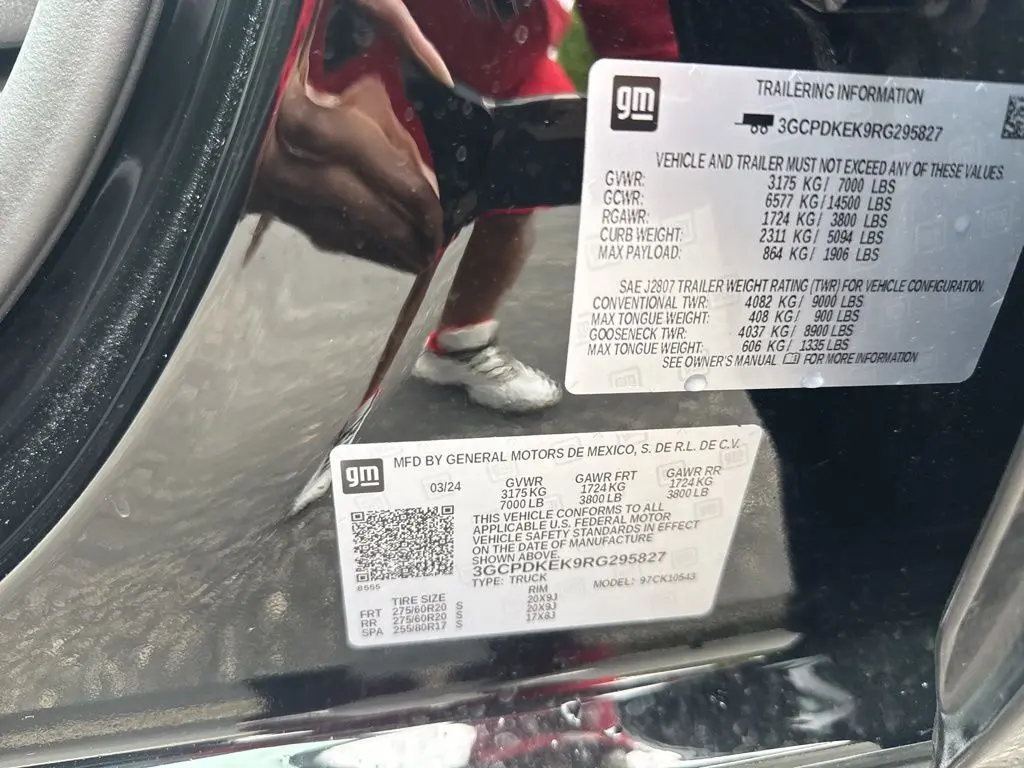 gm
TRAILERING INFORMATION
3GCPDKEK9RG295827
VEHICLE AND TRAILER MUST NOT EXCEED ANY OF THESE VALUES.
GVWR: 3175 KG/ 7000 LBS
GCWR: 6577 KG/14500 LBS
RGAWR: 1724 KG/ 3800 LBS
CURB WEIGHT: 2311 KG/ 5094 LBS
MAX PAYLOAD: 864 KG/ 1906 LBS
SAE J2807 TRAILER WEIGHT RATING (TWR) FOR VEHICLE CONFIGURATION.
CONVENTIONAL TWR: 4082 KG/ 9000 LBS
MAX TONGUE WEIGHT: 408 KG/ 900 LBS
GOOSENECK TWR: 4037 KG/ 8900 LBS
MAX TONGUE WEIGHT: 606 KG/ 1335 LBS
SEE OWNER'S MANUAL FOR MORE INFORMATION
gm
MFD BY GENERAL MOTORS DE MEXICO, S. DE R.L. DE C.V.
03/24 GVWR GAWR FRT GAWR RR
3175 KG 1724 KG 1724 KG
7000 LB 3800 LB 3800 LB
THIS VEHICLE CONFORMS TO ALL
APPLICABLE U.S. FEDERAL MOTOR
VEHICLE SAFETY STANDARDS IN EFFECT
ON THE DATE OF MANUFACTURE
SHOWN ABOVE.
3GCPDKEK9RG295827
TYPE: TRUCK MODEL: 97CK10543
TIRE SIZE RIM
FRT 275/60R20 S 20X9J
RR 275/60R20 S 20X9J
SPA 255/80R17 S 17X8J